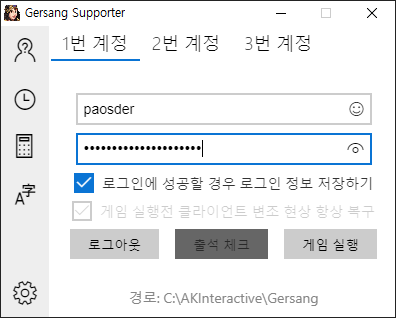 Gersang Supporter
1번 계정 2번 계정 3번 계정
paosder
•••••••••••••••••••••
로그인에 성공할 경우 로그인 정보 저장하기
게임 실행전 클라이언트 변조 현상 항상 복구
로그아웃 출석 체크 게임 실행
A字
경로: C:\AKInteractive\Gersang